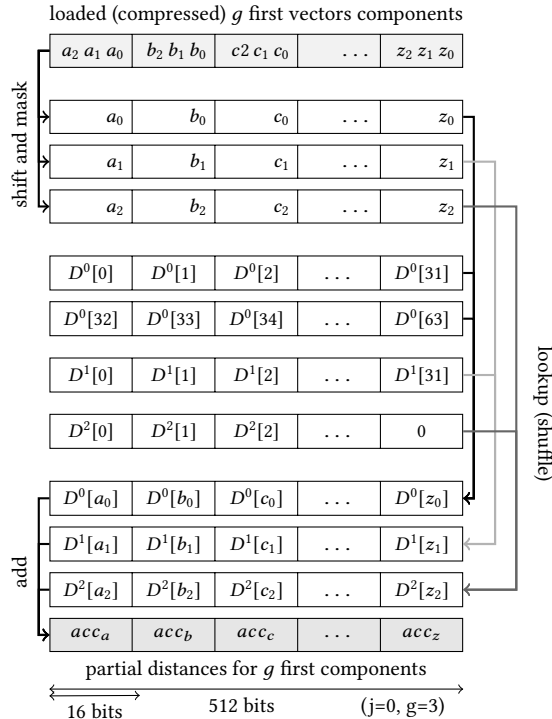 loaded (compressed) g first vectors components
a₂ a₁ a₀ b₂ b₁ b₀ c2 c₁ c₀ . . . z₂ z₁ z₀
shift and mask
a₀ b₀ c₀ . . . z₀
a₁ b₁ c₁ . . . z₁
a₂ b₂ c₂ . . . z₂
D⁰[0] D⁰[1] D⁰[2] . . . D⁰[31]
D⁰[32] D⁰[33] D⁰[34] . . . D⁰[63]
D¹[0] D¹[1] D¹[2] . . . D¹[31]
D²[0] D²[1] D²[2] . . . 0
lookup (shuffle)
D⁰[a₀] D⁰[b₀] D⁰[c₀] . . . D⁰[z₀]
D¹[a₁] D¹[b₁] D¹[c₁] . . . D¹[z₁]
D²[a₂] D²[b₂] D²[c₂] . . . D²[z₂]
add
acc_a acc_b acc_c . . . acc_z
partial distances for g first components
16 bits 512 bits (j=0, g=3)